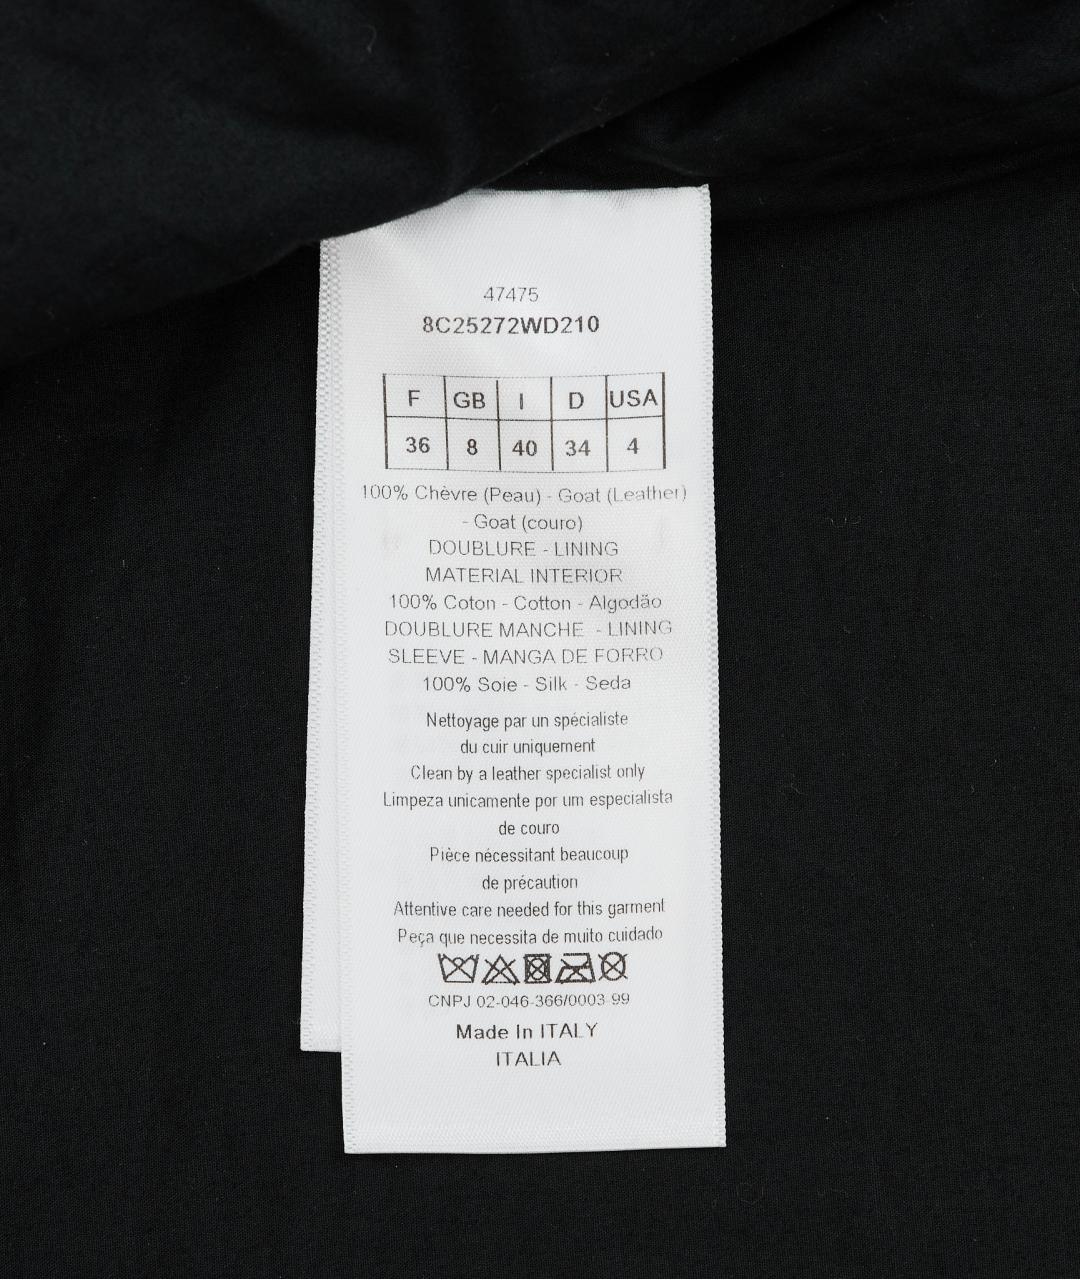 47475
8C25272WD210
F GB I D USA
36 8 40 34 4
100% Chèvre (Peau) - Goat (Leather)
- Goat (couro)
DOUBLURE - LINING
MATERIAL INTERIOR
100% Coton - Cotton - Algodão
DOUBLURE MANCHE - LINING
SLEEVE - MANGA DE FORRO
100% Soie - Silk - Seda
Nettoyage par un spécialiste
du cuir uniquement
Clean by a leather specialist only
Limpeza unicamente por um especialista
de couro
Pièce nécessitant beaucoup
de précaution
Attentive care needed for this garment
Peça que necessita de muito cuidado
CNPJ 02-046-366/0003-99
Made In ITALY
ITALIA